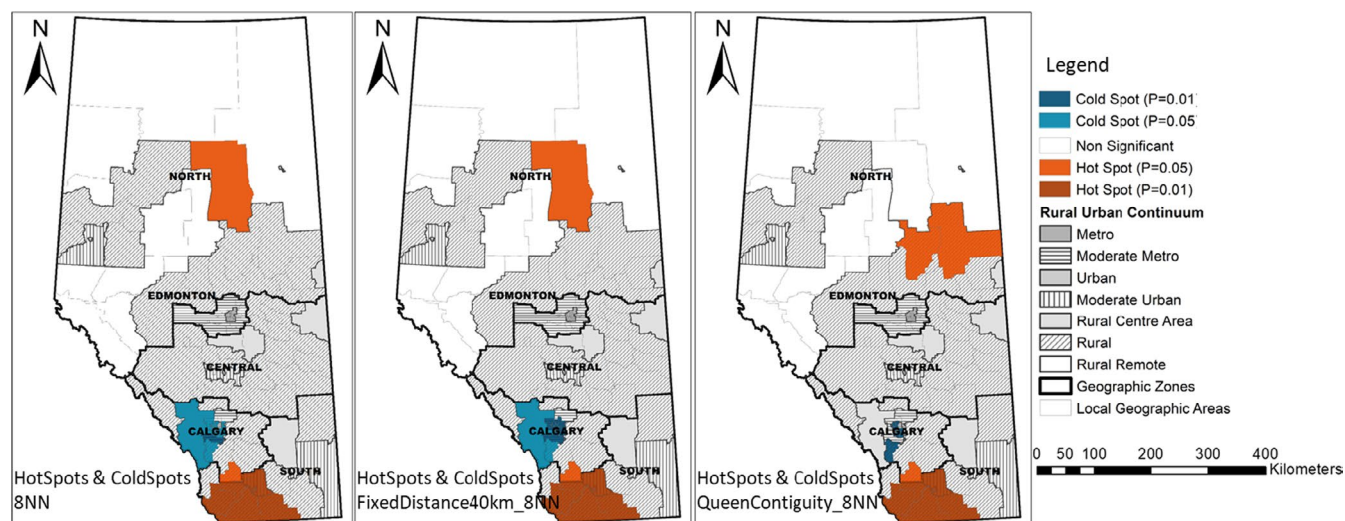 N
NORTH
EDMONTON
CENTRAL
CALGARY
SOUTH
HotSpots & ColdSpots
8NN
N
NORTH
EDMONTON
CENTRAL
CALGARY
SOUTH
HotSpots & ColdSpots
FixedDistance40km_8NN
N
NORTH
EDMONTON
CENTRAL
CALGARY
SOUTH
HotSpots & ColdSpots
QueenContiguity_8NN
Legend
Cold Spot (P=0.01)
Cold Spot (P=0.05)
Non Significant
Hot Spot (P=0.05)
Hot Spot (P=0.01)
Rural Urban Continuum
Metro
Moderate Metro
Urban
Moderate Urban
Rural Centre Area
Rural
Rural Remote
Geographic Zones
Local Geographic Areas
0 100 200 300 400
Kilometers